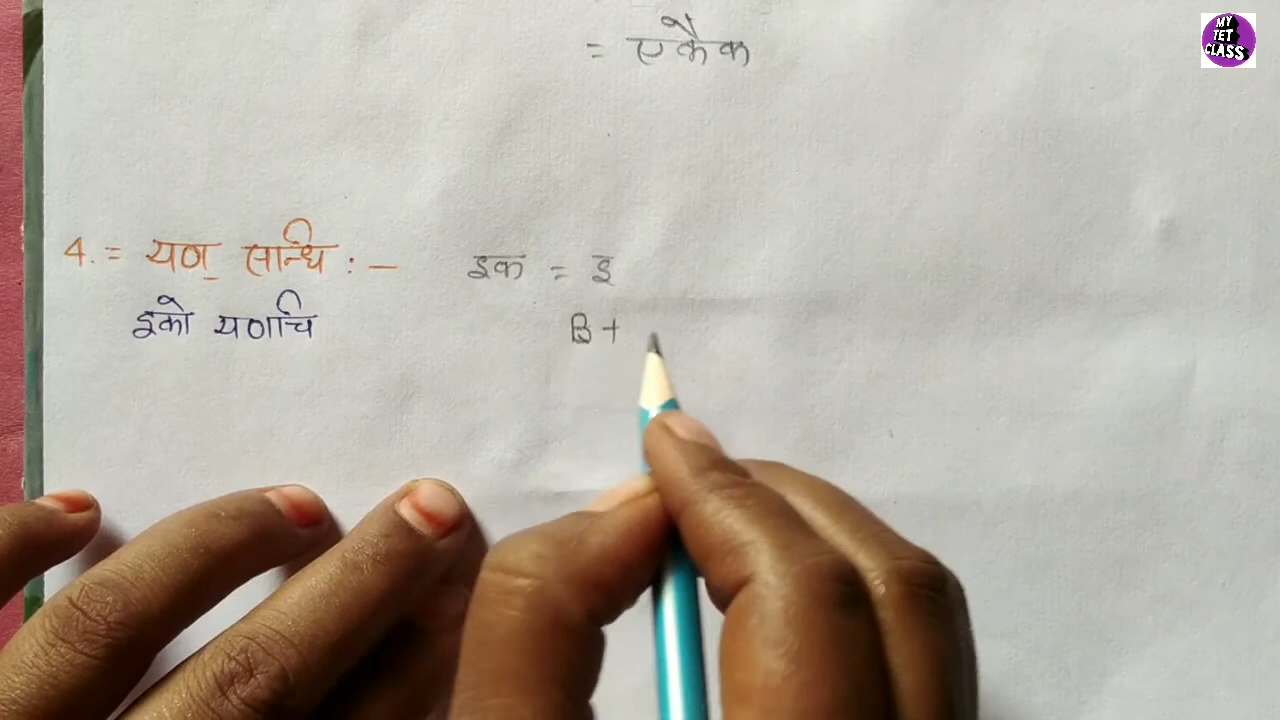 = एकैक
MY
TET
CLASS
4. = यण् सन्धि : – इक = इ
इको यणचि
+